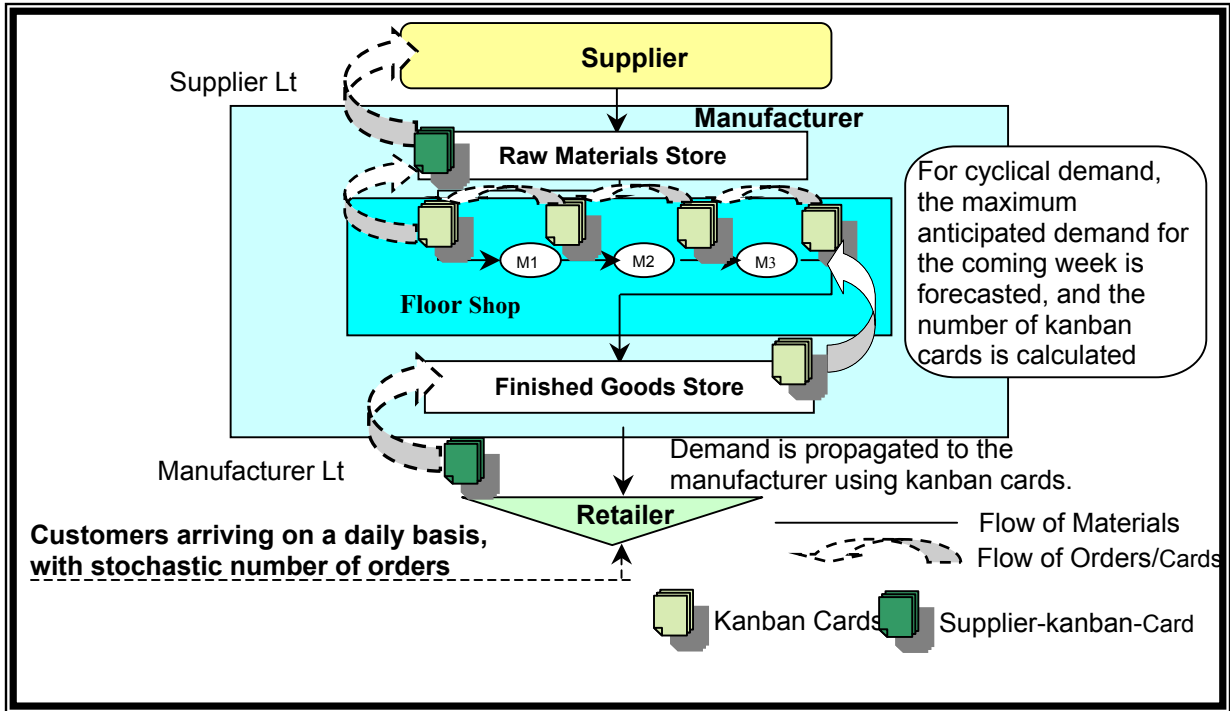 Supplier
Supplier Lt
Manufacturer
Raw Materials Store
For cyclical demand,
the maximum
anticipated demand for
the coming week is
forecasted, and the
number of kanban
cards is calculated
M1
M2
M3
Floor Shop
Finished Goods Store
Manufacturer Lt
Demand is propagated to the
manufacturer using kanban cards.
Retailer
Customers arriving on a daily basis,
with stochastic number of orders
Flow of Materials
Flow of Orders/Cards
Kanban Cards
Supplier-kanban-Card